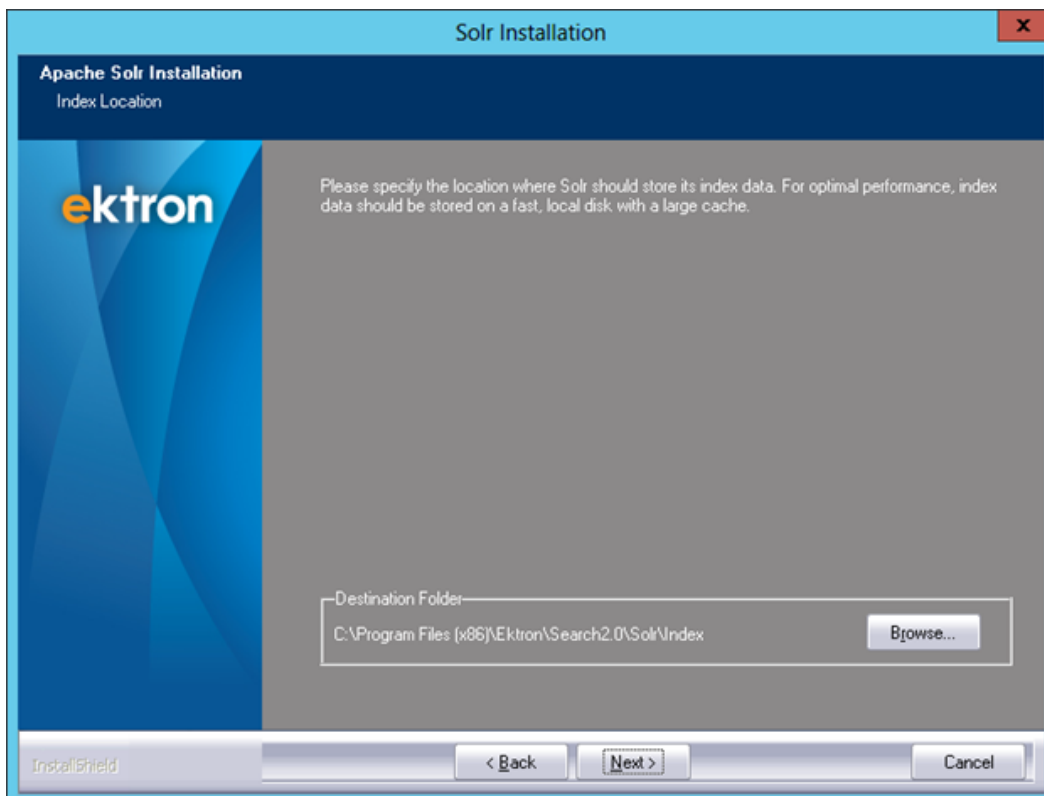 Solr Installation
x
Apache Solr Installation
Index Location
ektron
Please specify the location where Solr should store its index data. For optimal performance, index
data should be stored on a fast, local disk with a large cache.
Destination Folder
C:\Program Files (x86)\Ektron\Search2.0\Solr\Index
Browse...
InstallShield
< Back
Next >
Cancel